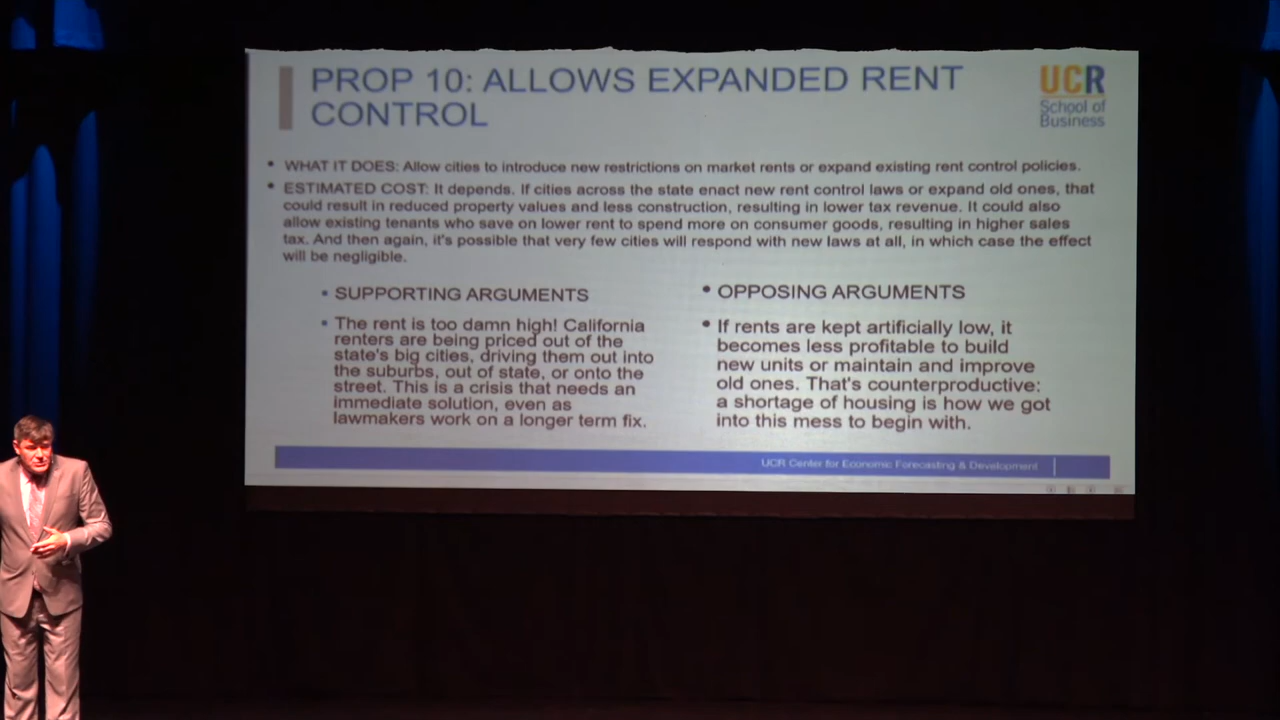 PROP 10: ALLOWS EXPANDED RENT
CONTROL
UCR
School of
Business
• WHAT IT DOES: Allow cities to introduce new restrictions on market rents or expand existing rent control policies.
• ESTIMATED COST: It depends. If cities across the state enact new rent control laws or expand old ones, that
could result in reduced property values and less construction, resulting in lower tax revenue. It could also
allow existing tenants who save on lower rent to spend more on consumer goods, resulting in higher sales
tax. And then again, it's possible that very few cities will respond with new laws at all, in which case the effect
will be negligible.
• SUPPORTING ARGUMENTS
• The rent is too damn high! California
renters are being priced out of the
state's big cities, driving them out into
the suburbs, out of state, or onto the
street. This is a crisis that needs an
immediate solution, even as
lawmakers work on a longer term fix.
• OPPOSING ARGUMENTS
• If rents are kept artificially low, it
becomes less profitable to build
new units or maintain and improve
old ones. That's counterproductive:
a shortage of housing is how we got
into this mess to begin with.
UCR Center for Economic Forecasting & Development